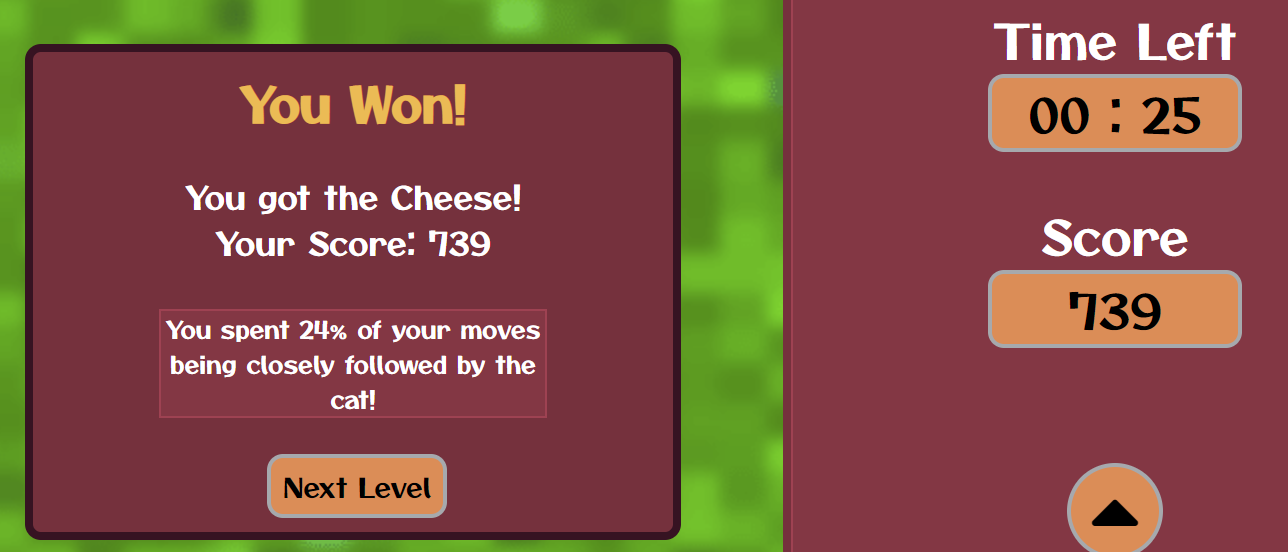 You Won!
You got the Cheese!
Your Score: 739
You spent 24% of your moves
being closely followed by the
cat!
Next Level
Time Left
00 : 25
Score
739